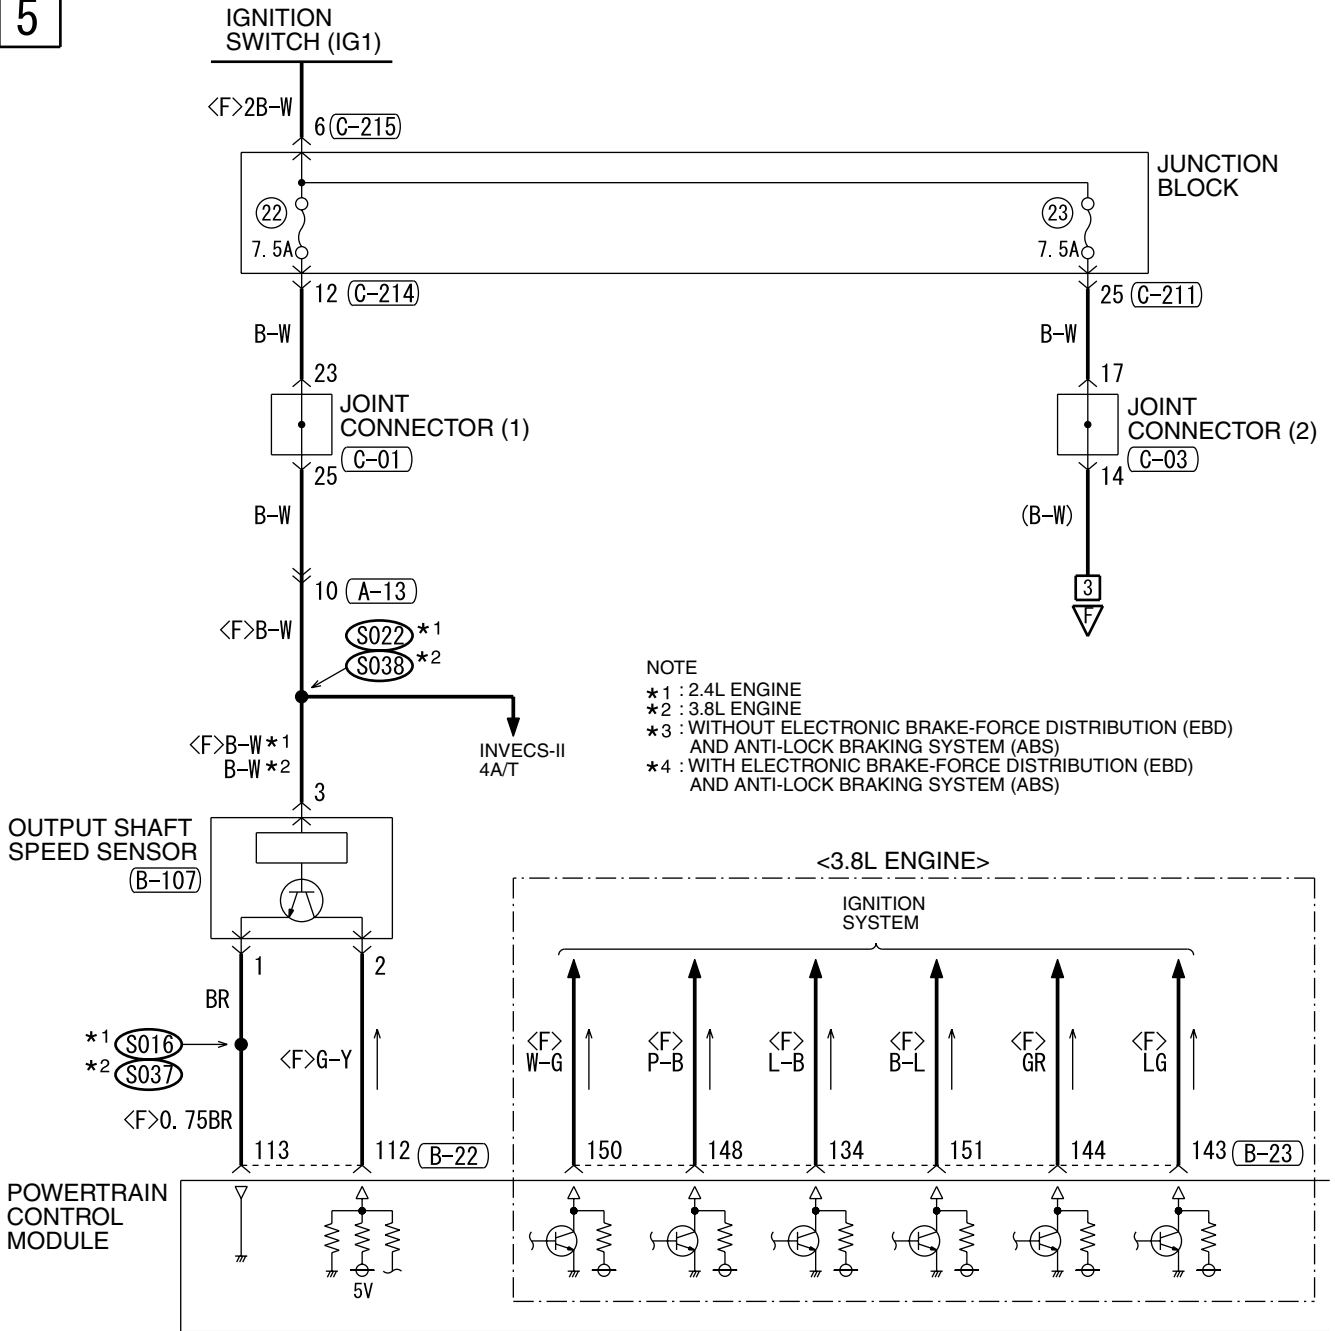 5
IGNITION
SWITCH (IG1)
<F>2B-W
6 C-215
JUNCTION
BLOCK
22
7.5A
23
7.5A
12 C-214
25 C-211
B-W
B-W
23
17
JOINT
CONNECTOR (1)
C-01
JOINT
CONNECTOR (2)
C-03
25
14
B-W
(B-W)
10 A-13
3
F
<F>B-W
S022 *1
S038 *2
NOTE
*1 : 2.4L ENGINE
*2 : 3.8L ENGINE
*3 : WITHOUT ELECTRONIC BRAKE-FORCE DISTRIBUTION (EBD)
AND ANTI-LOCK BRAKING SYSTEM (ABS)
*4 : WITH ELECTRONIC BRAKE-FORCE DISTRIBUTION (EBD)
AND ANTI-LOCK BRAKING SYSTEM (ABS)
<F>B-W *1
B-W *2
INVECS-II
4A/T
3
OUTPUT SHAFT
SPEED SENSOR
B-107
<3.8L ENGINE>
IGNITION
SYSTEM
1
2
BR
*1 S016
*2 S037
<F>G-Y
<F>0.75BR
<F>
W-G
<F>
P-B
<F>
L-B
<F>
B-L
<F>
GR
<F>
LG
113
112 B-22
150
148
134
151
144
143 B-23
POWERTRAIN
CONTROL
MODULE
5V